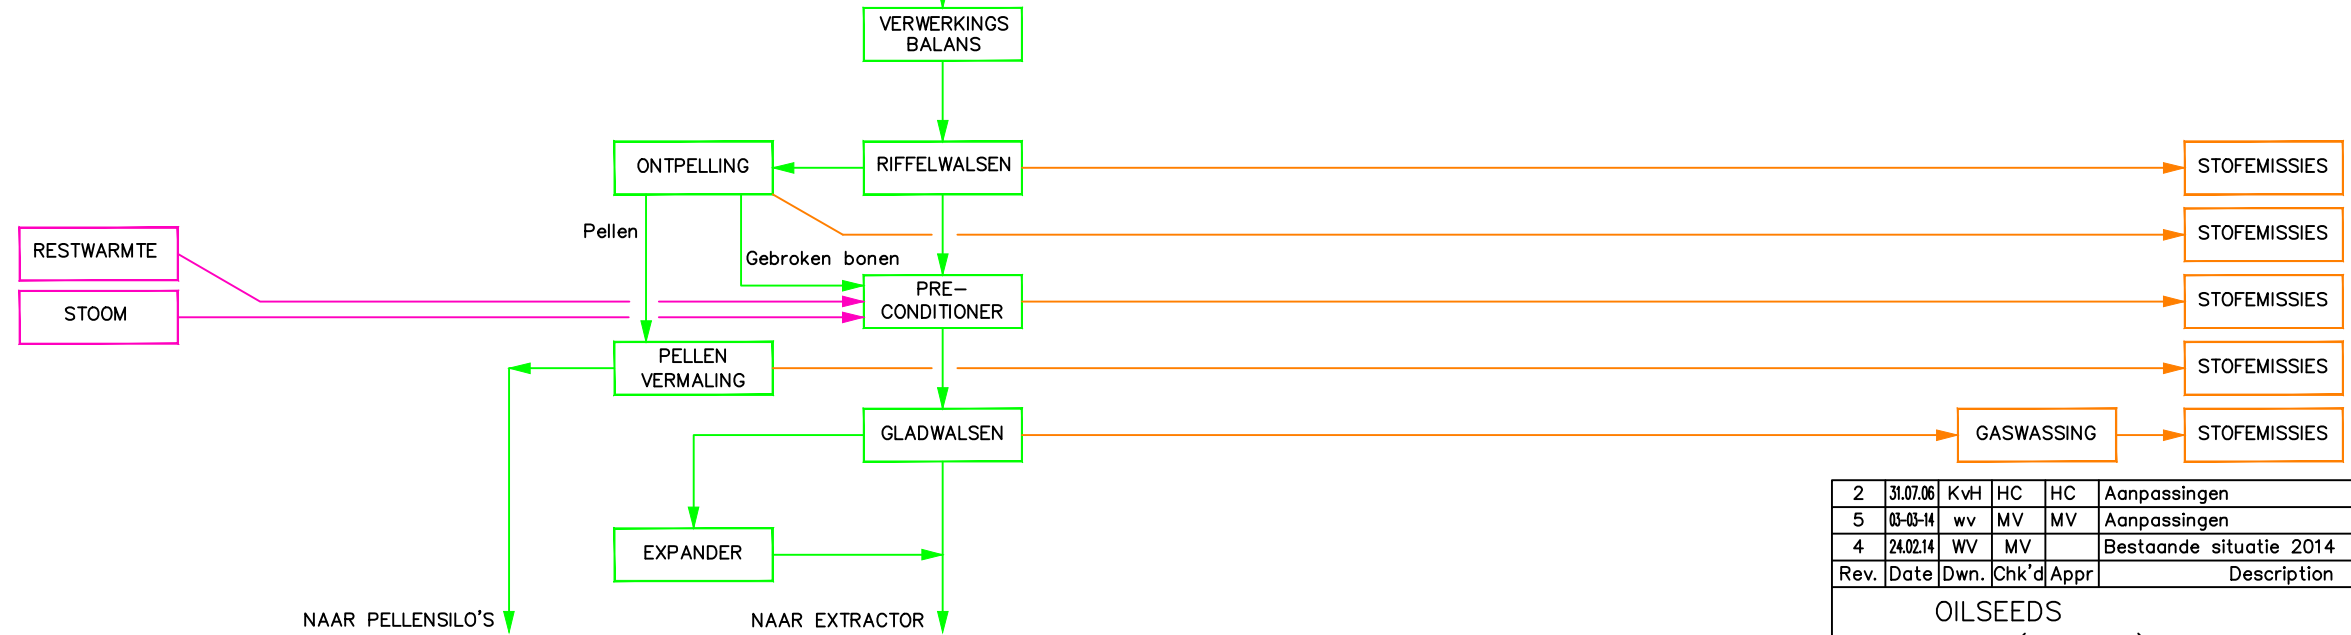 VERWERKINGS
BALANS
ONTPELLING
RIFFELWALSEN
STOFEMISSIES
Pellen
STOFEMISSIES
RESTWARMTE
Gebroken bonen
PRE-
CONDITIONER
STOFEMISSIES
STOOM
PELLEN
VERMALING
STOFEMISSIES
GLADWALSEN
GASWASSING
STOFEMISSIES
EXPANDER
NAAR PELLENSILO'S
NAAR EXTRACTOR
2 31.07.06 KvH HC HC Aanpassingen
5 03-03-14 wv MV MV Aanpassingen
4 24.02.14 WV MV Bestaande situatie 2014
Rev. Date Dwn. Chk'd Appr Description
OILSEEDS